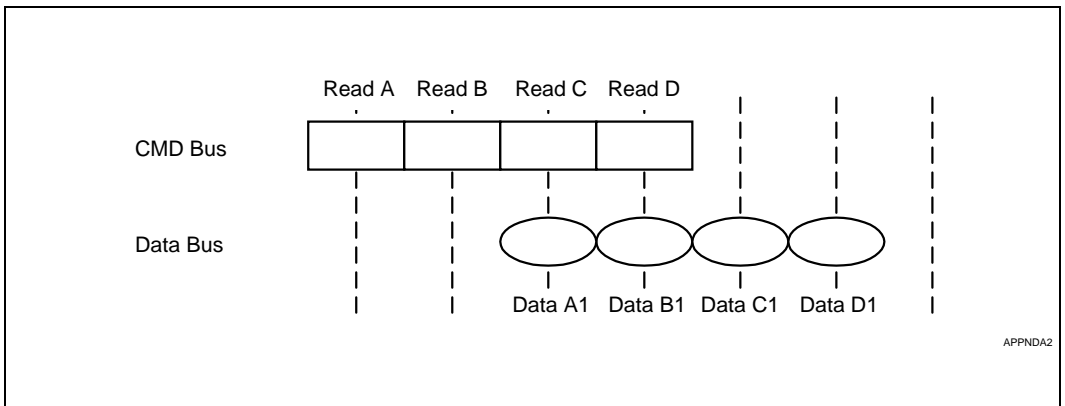 Read A Read B Read C Read D
CMD Bus
Data Bus
Data A1 Data B1 Data C1 Data D1
APPNDA2